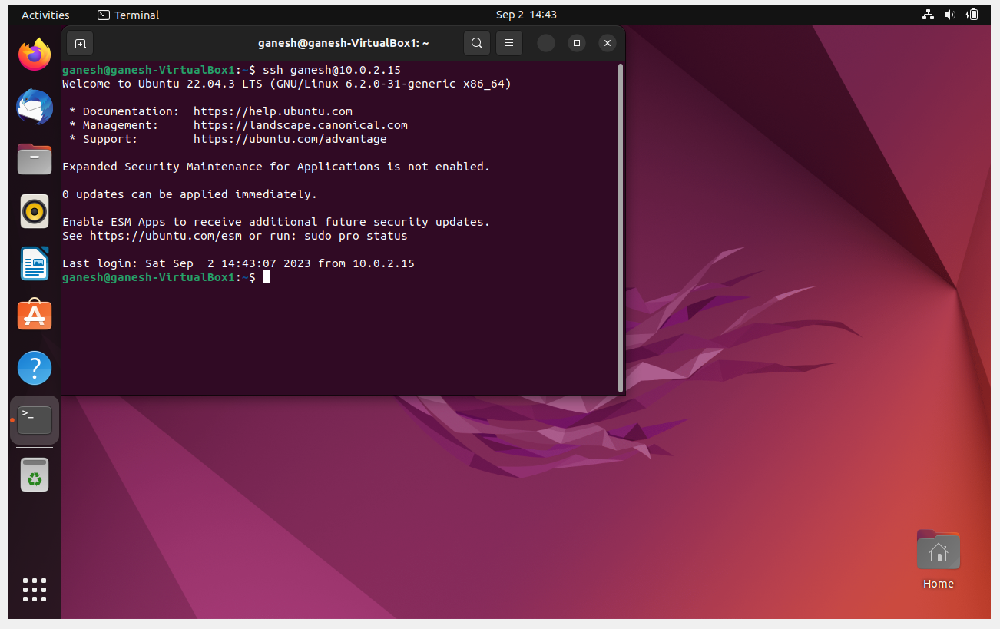 Activities Terminal Sep 2 14:43
ganesh@ganesh-VirtualBox1: ~
ganesh@ganesh-VirtualBox1:~$ ssh ganesh@10.0.2.15
Welcome to Ubuntu 22.04.3 LTS (GNU/Linux 6.2.0-31-generic x86_64)
* Documentation:  https://help.ubuntu.com
* Management:     https://landscape.canonical.com
* Support:        https://ubuntu.com/advantage
Expanded Security Maintenance for Applications is not enabled.
0 updates can be applied immediately.
Enable ESM Apps to receive additional future security updates.
See https://ubuntu.com/esm or run: sudo pro status
Last login: Sat Sep  2 14:43:07 2023 from 10.0.2.15
ganesh@ganesh-VirtualBox1:~$
Home